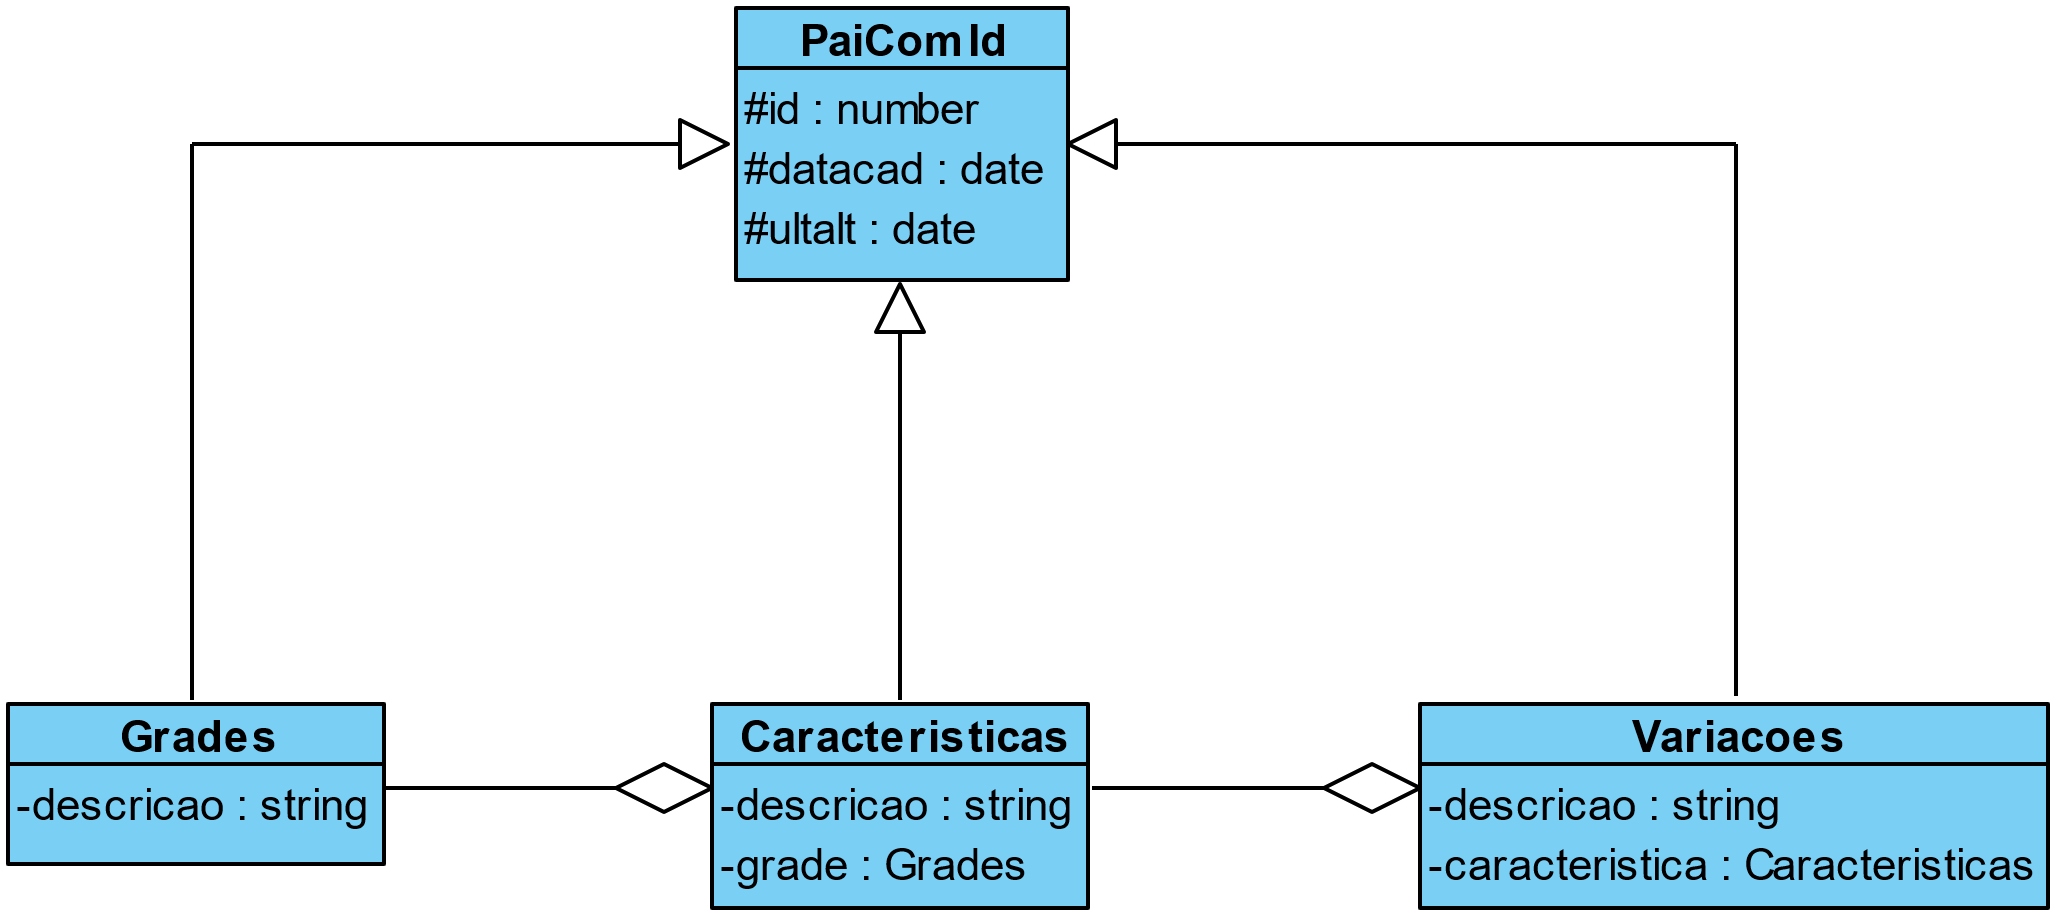 PaiComId
#id : number
#datacad : date
#ultalt : date
Grades
-descricao : string
Caracteristicas
-descricao : string
-grade : Grades
Variacoes
-descricao : string
-caracteristica : Caracteristicas